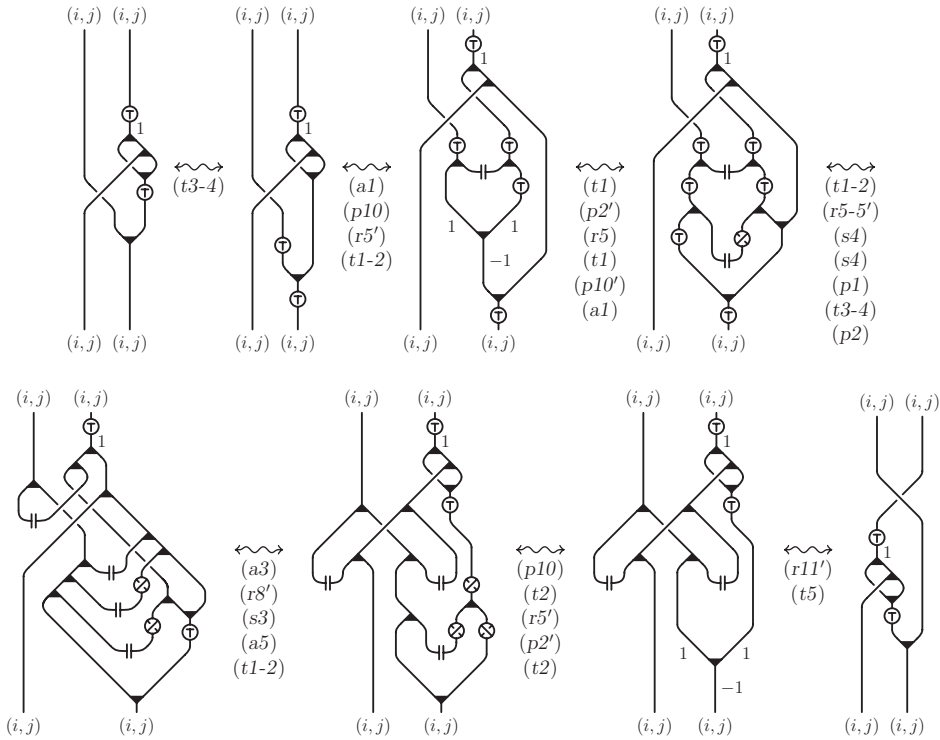 (i, j) (i, j) (i, j) (i, j) (i, j) (i, j) (i, j) (i, j)
T T T T
1 1 1 1
T T T T T
(t3-4) (a1) (t1) (t1-2)
(p10) (p2′) (r5-5′)
(r5′) (r5) (s4)
(t1-2) (t1) (s4)
(p10′) (p1)
(a1) (t3-4)
(p2)
T T T T
1 1
T T
−1
T T T
(i, j) (i, j) (i, j) (i, j) (i, j) (i, j) (i, j) (i, j)
(i, j) (i, j) (i, j) (i, j) (i, j) (i, j) (i, j) (i, j)
T T T
1 1 1
T T
T
1
(a3) (p10) (r11′)
(r8′) (t2) (t5)
(s3) (r5′)
(a5) (p2′)
(t1-2) (t2)
T T
1 1
−1
(i, j) (i, j) (i, j) (i, j) (i, j) (i, j) (i, j) (i, j)